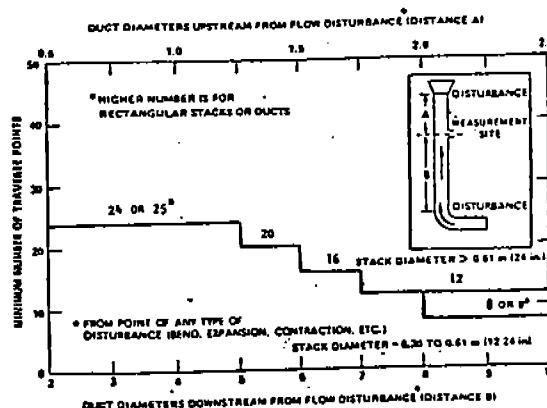 DUCT DIAMETERS UPSTREAM FROM FLOW DISTURBANCE* (DISTANCE A)
0.5 1.0 1.5 2.0 2.5
50
40
30
20
10
0
MINIMUM NUMBER OF TRAVERSE POINTS
* HIGHER NUMBER IS FOR
RECTANGULAR STACKS OR DUCTS
DISTURBANCE
MEASUREMENT
SITE
DISTURBANCE
A
B
24 OR 25
20
16
STACK DIAMETER > 0.61 m (24 in)
12
8 OR 9
* FROM POINT OF ANY TYPE OF
DISTURBANCE (BEND, EXPANSION, CONTRACTION, ETC.)
STACK DIAMETER = 0.30 TO 0.61 m (12-24 in)
2 3 4 5 6 7 8 9 10
DUCT DIAMETERS DOWNSTREAM FROM FLOW DISTURBANCE (DISTANCE B)